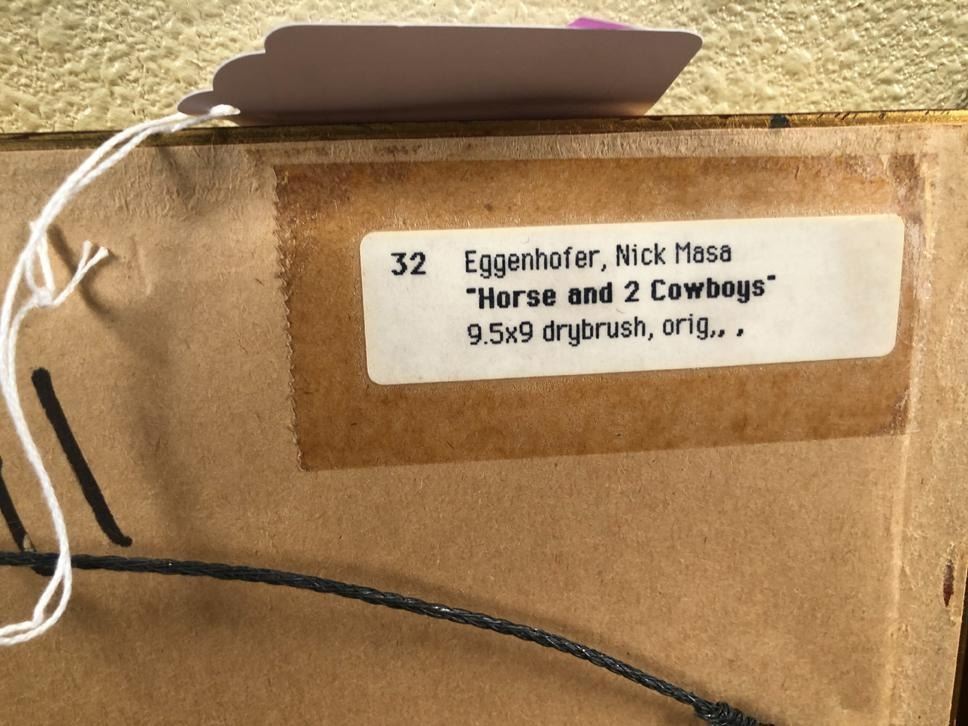 32 Eggenhofer, Nick Masa
"Horse and 2 Cowboys"
9.5x9 drybrush, orig,, ,